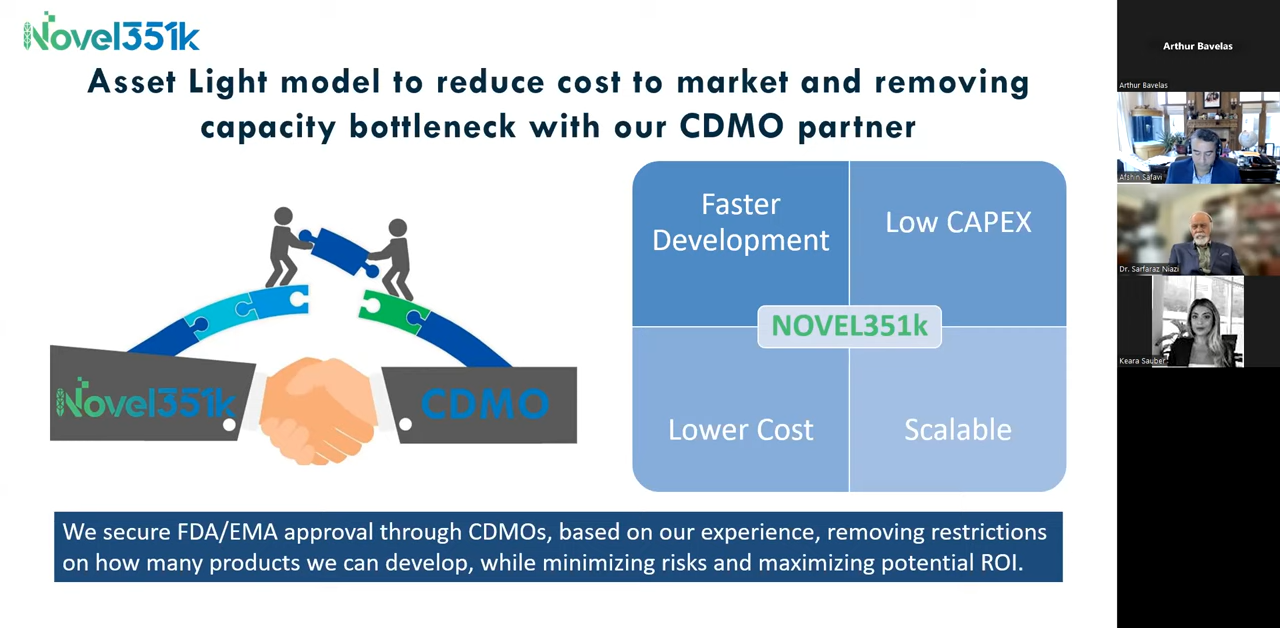 Novel351k
Asset Light model to reduce cost to market and removing
capacity bottleneck with our CDMO partner
Novel351k
CDMO
Faster
Development
Low CAPEX
NOVEL351k
Lower Cost
Scalable
We secure FDA/EMA approval through CDMOs, based on our experience, removing restrictions
on how many products we can develop, while minimizing risks and maximizing potential ROI.
Arthur Bavelas
Arthur Bavelas
Afshin Safavi
Dr. Sarfaraz Niazi
Keara Sauber